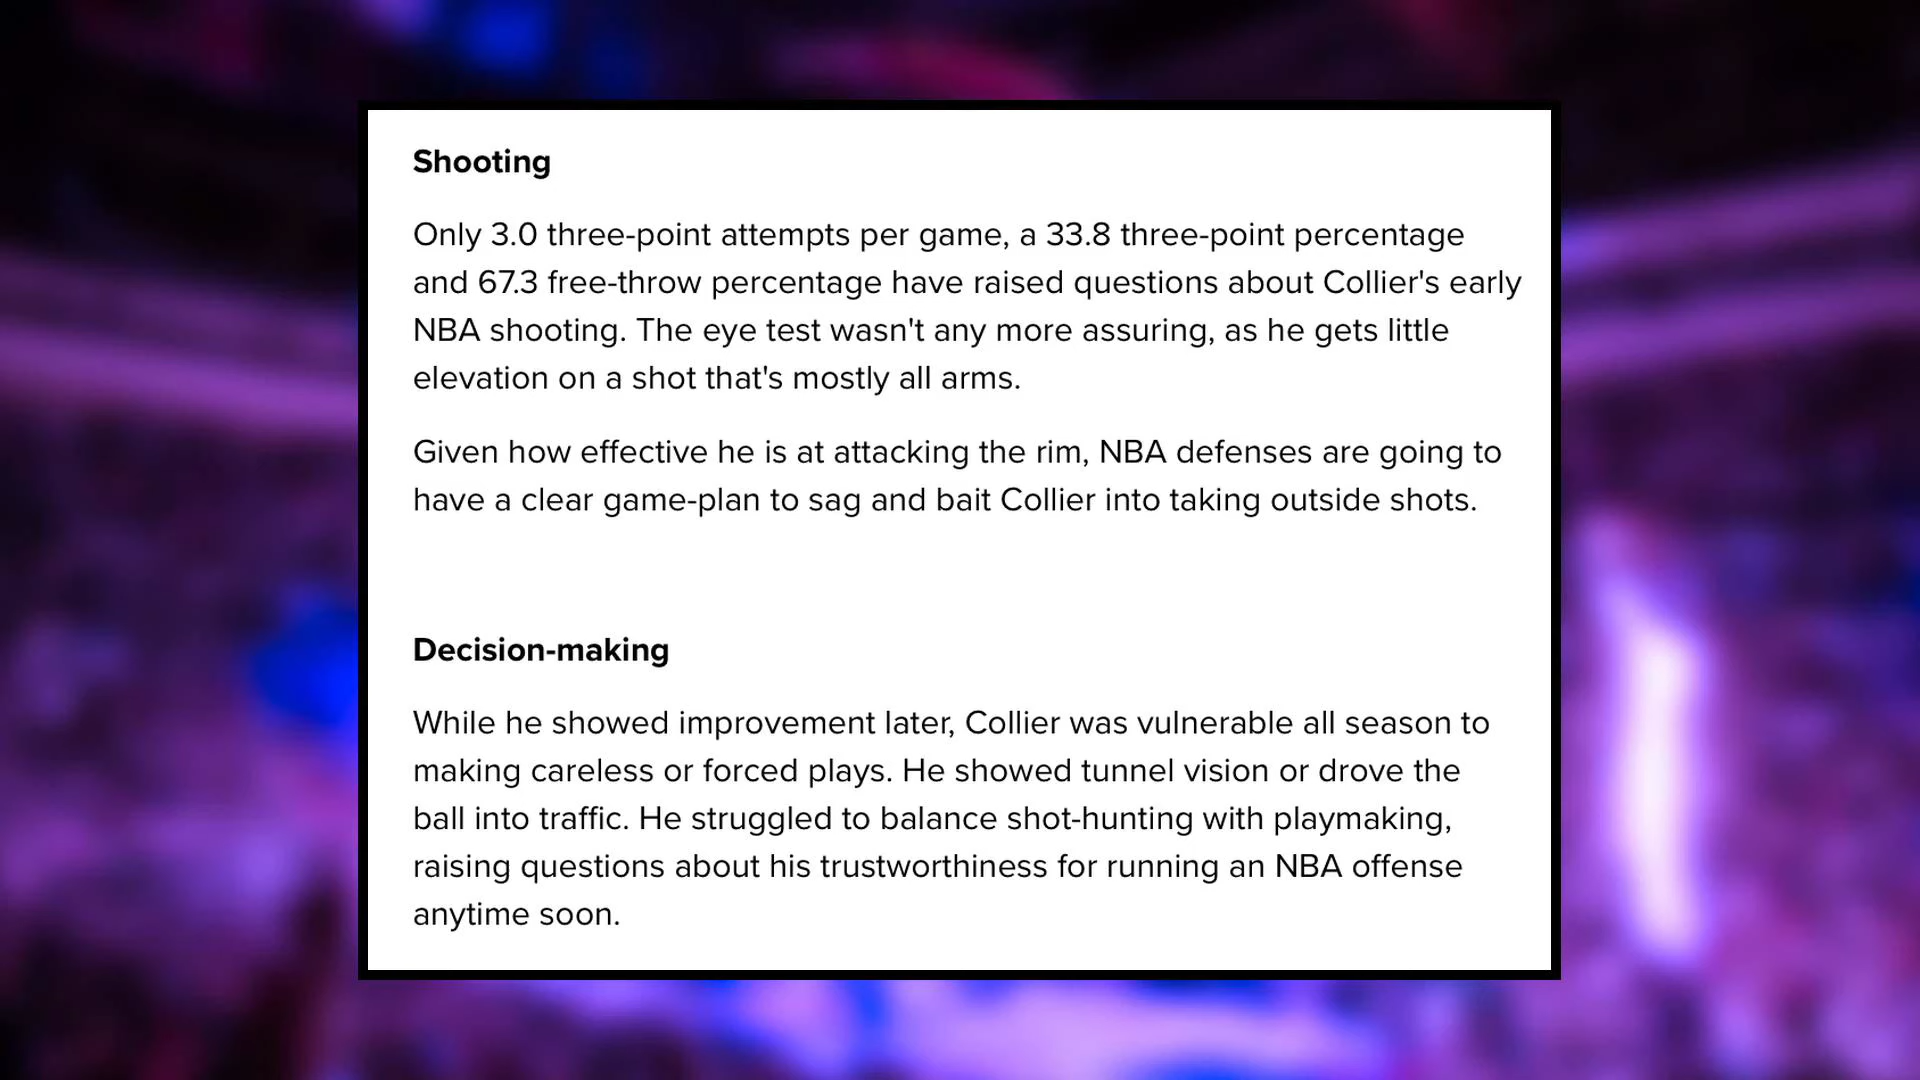 Shooting
Only 3.0 three-point attempts per game, a 33.8 three-point percentage
and 67.3 free-throw percentage have raised questions about Collier's early
NBA shooting. The eye test wasn't any more assuring, as he gets little
elevation on a shot that's mostly all arms.
Given how effective he is at attacking the rim, NBA defenses are going to
have a clear game-plan to sag and bait Collier into taking outside shots.
Decision-making
While he showed improvement later, Collier was vulnerable all season to
making careless or forced plays. He showed tunnel vision or drove the
ball into traffic. He struggled to balance shot-hunting with playmaking,
raising questions about his trustworthiness for running an NBA offense
anytime soon.